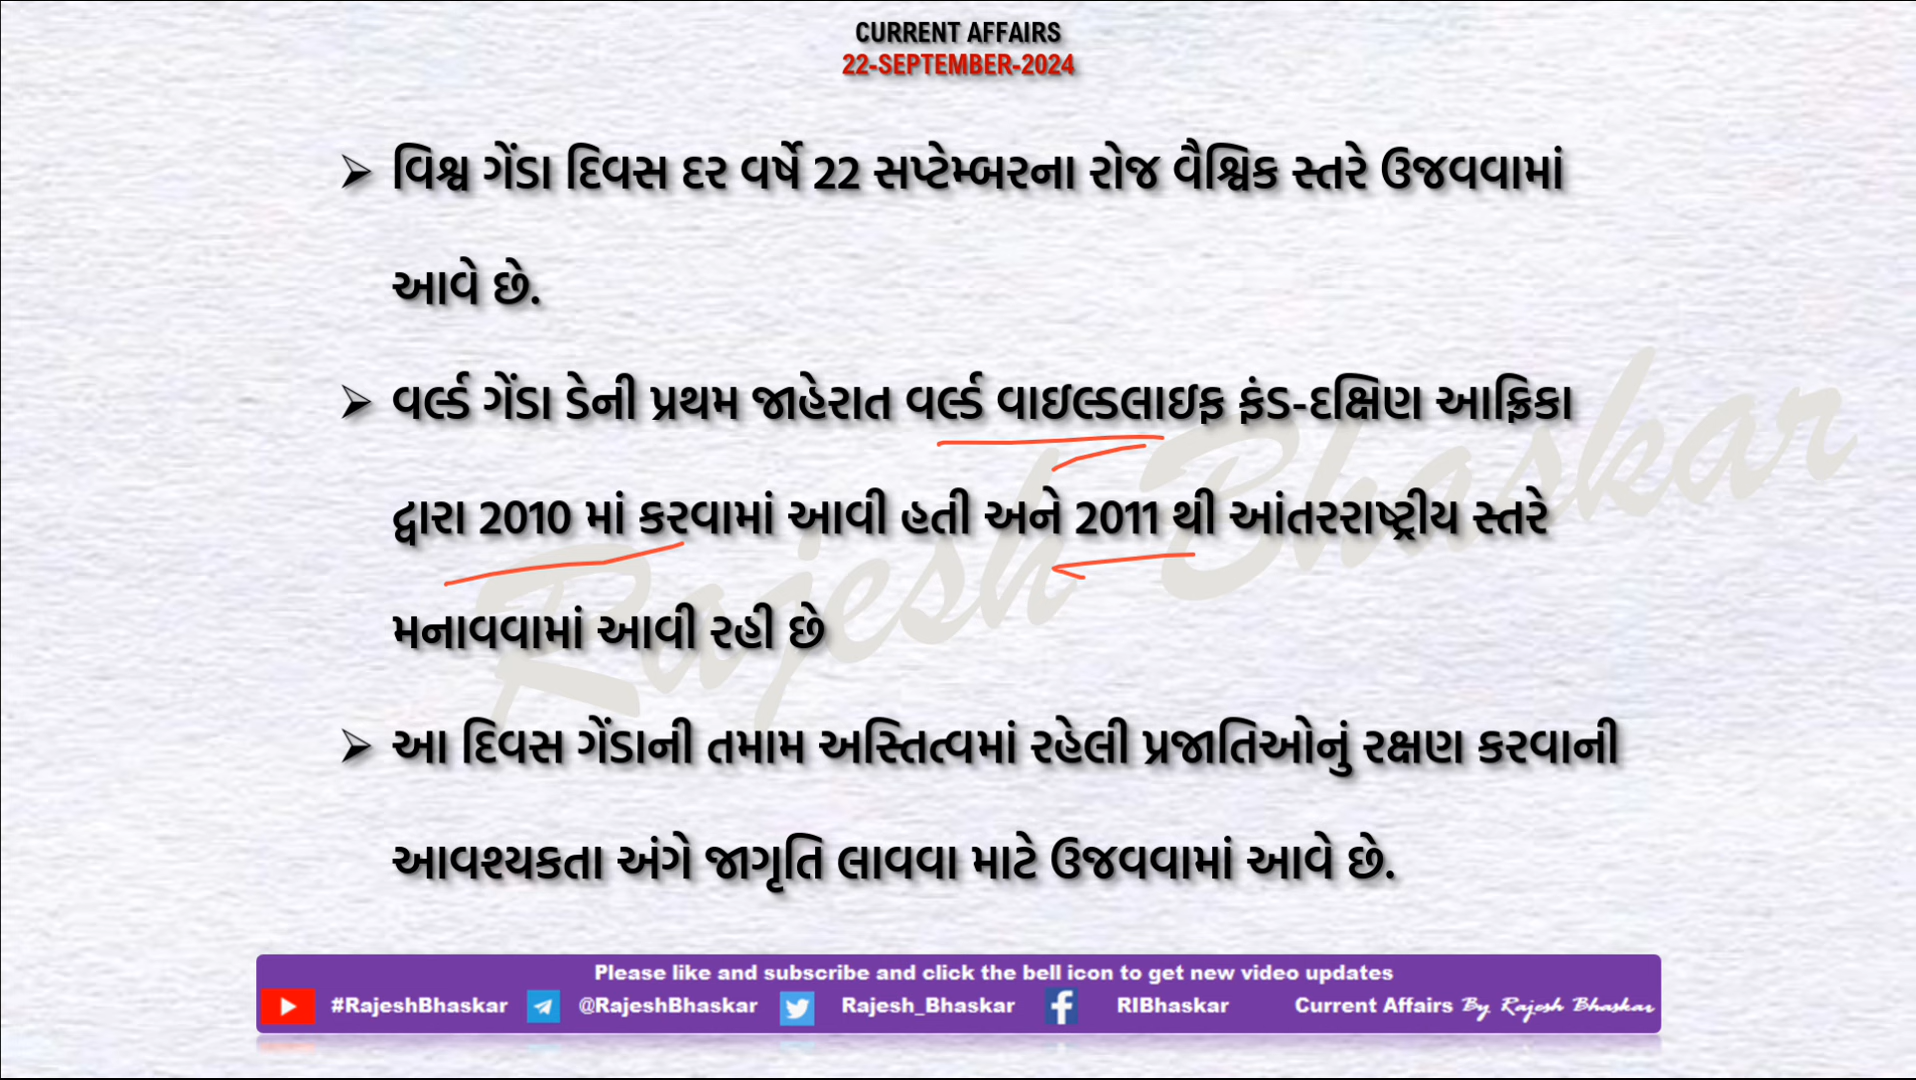 CURRENT AFFAIRS
22-SEPTEMBER-2024
➢ વિશ્વ ગેંડા દિવસ દર વર્ષે 22 સપ્ટેમ્બરના રોજ વૈશ્વિક સ્તરે ઉજવવામાં
આવે છે.
➢ વર્લ્ડ ગેંડા ડેની પ્રથમ જાહેરાત વર્લ્ડ વાઇલ્ડલાઇફ ફંડ-દક્ષિણ આફ્રિકા
દ્વારા 2010 માં કરવામાં આવી હતી અને 2011 થી આંતરરાષ્ટ્રીય સ્તરે
મનાવવામાં આવી રહી છે
➢ આ દિવસ ગેંડાની તમામ અસ્તિત્વમાં રહેલી પ્રજાતિઓનું રક્ષણ કરવાની
આવશ્યકતા અંગે જાગૃતિ લાવવા માટે ઉજવવામાં આવે છે.
Rajesh Bhaskar
Please like and subscribe and click the bell icon to get new video updates
#RajeshBhaskar @RajeshBhaskar Rajesh_Bhaskar RIBhaskar Current Affairs By Rajesh Bhaskar